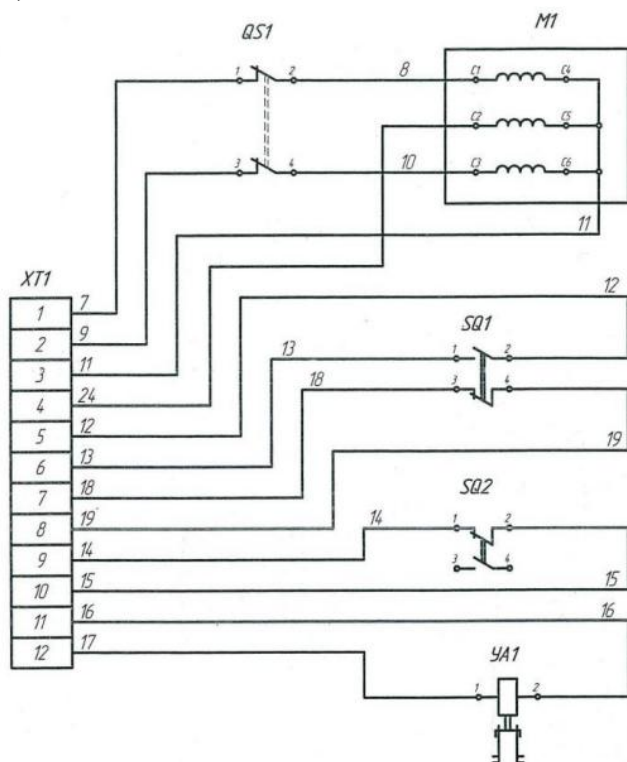 QS1
M1
1 2 8 C1 C4
C2 C5
3 4 10 C3 C6
11
XT1
1 7
2 9
3 11
4 24
5 12
6 13
7 18
8 19
9 14
10 15
11 16
12 17
12
SQ1
13 1 2
18 3 4
19
SQ2
14 1 2
3 4
15
16
YA1
1 2